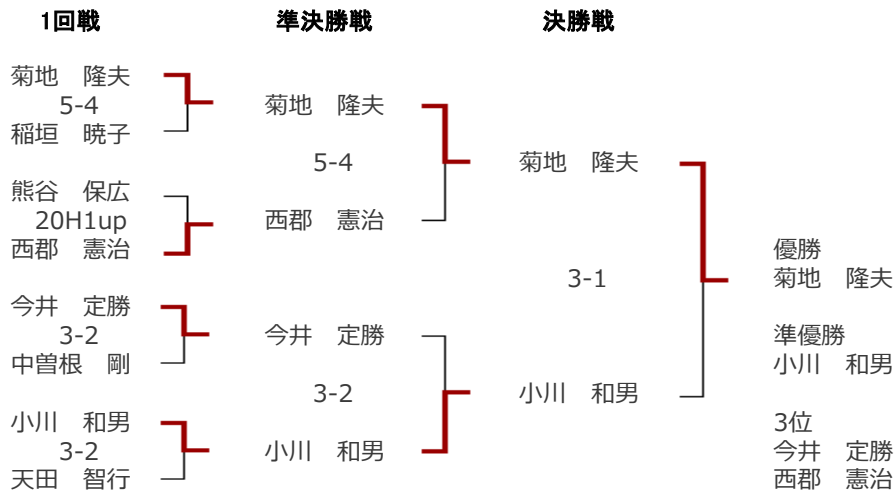 1回戦
準決勝戦
決勝戦
菊地　隆夫
5-4
稲垣　暁子
熊谷　保広
20H1up
西郡　憲治
今井　定勝
3-2
中曽根　剛
小川　和男
3-2
天田　智行
菊地　隆夫
5-4
西郡　憲治
今井　定勝
3-2
小川　和男
菊地　隆夫
3-1
小川　和男
優勝
菊地　隆夫
準優勝
小川　和男
3位
今井　定勝
西郡　憲治